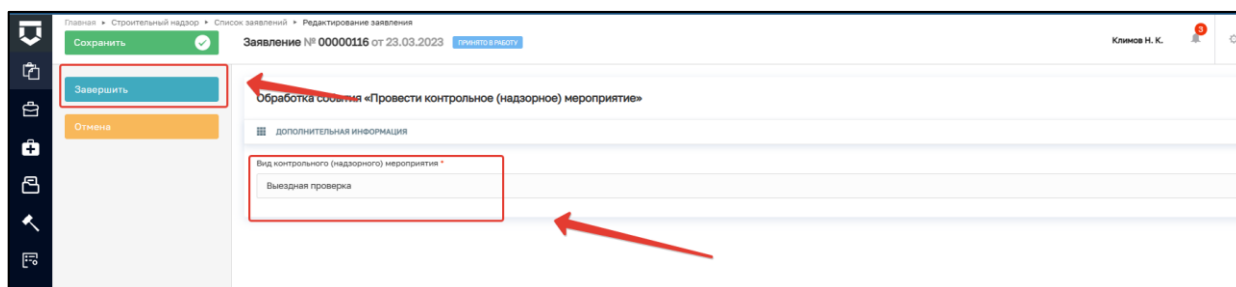 Главная ▸ Строительный надзор ▸ Список заявлений ▸ Редактирование заявления
Сохранить
Заявление № 00000116 от 23.03.2023 ПРИНЯТО В РАБОТУ
Климов Н. К.
3
Завершить
Обработка события «Провести контрольное (надзорное) мероприятие»
Отмена
ДОПОЛНИТЕЛЬНАЯ ИНФОРМАЦИЯ
Вид контрольного (надзорного) мероприятия *
Выездная проверка